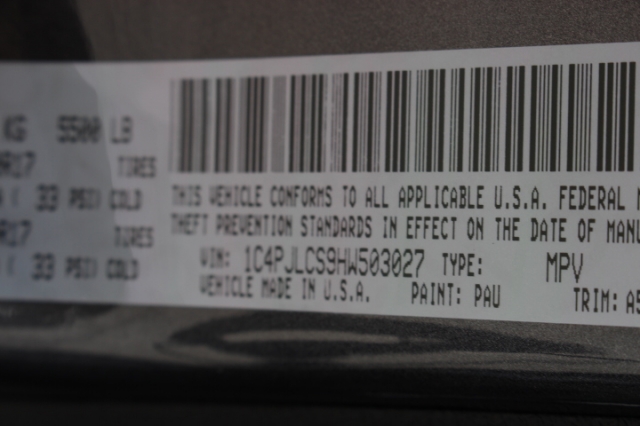 KG 5500 LB
R17 TIRES
( 33 PSI) COLD
R17 TIRES
( 33 PSI) COLD
THIS VEHICLE CONFORMS TO ALL APPLICABLE U.S.A. FEDERAL M
THEFT PREVENTION STANDARDS IN EFFECT ON THE DATE OF MANU
VIN: 1C4PJLCS9HW503027 TYPE: MPV
VEHICLE MADE IN U.S.A. PAINT: PAU TRIM: A5